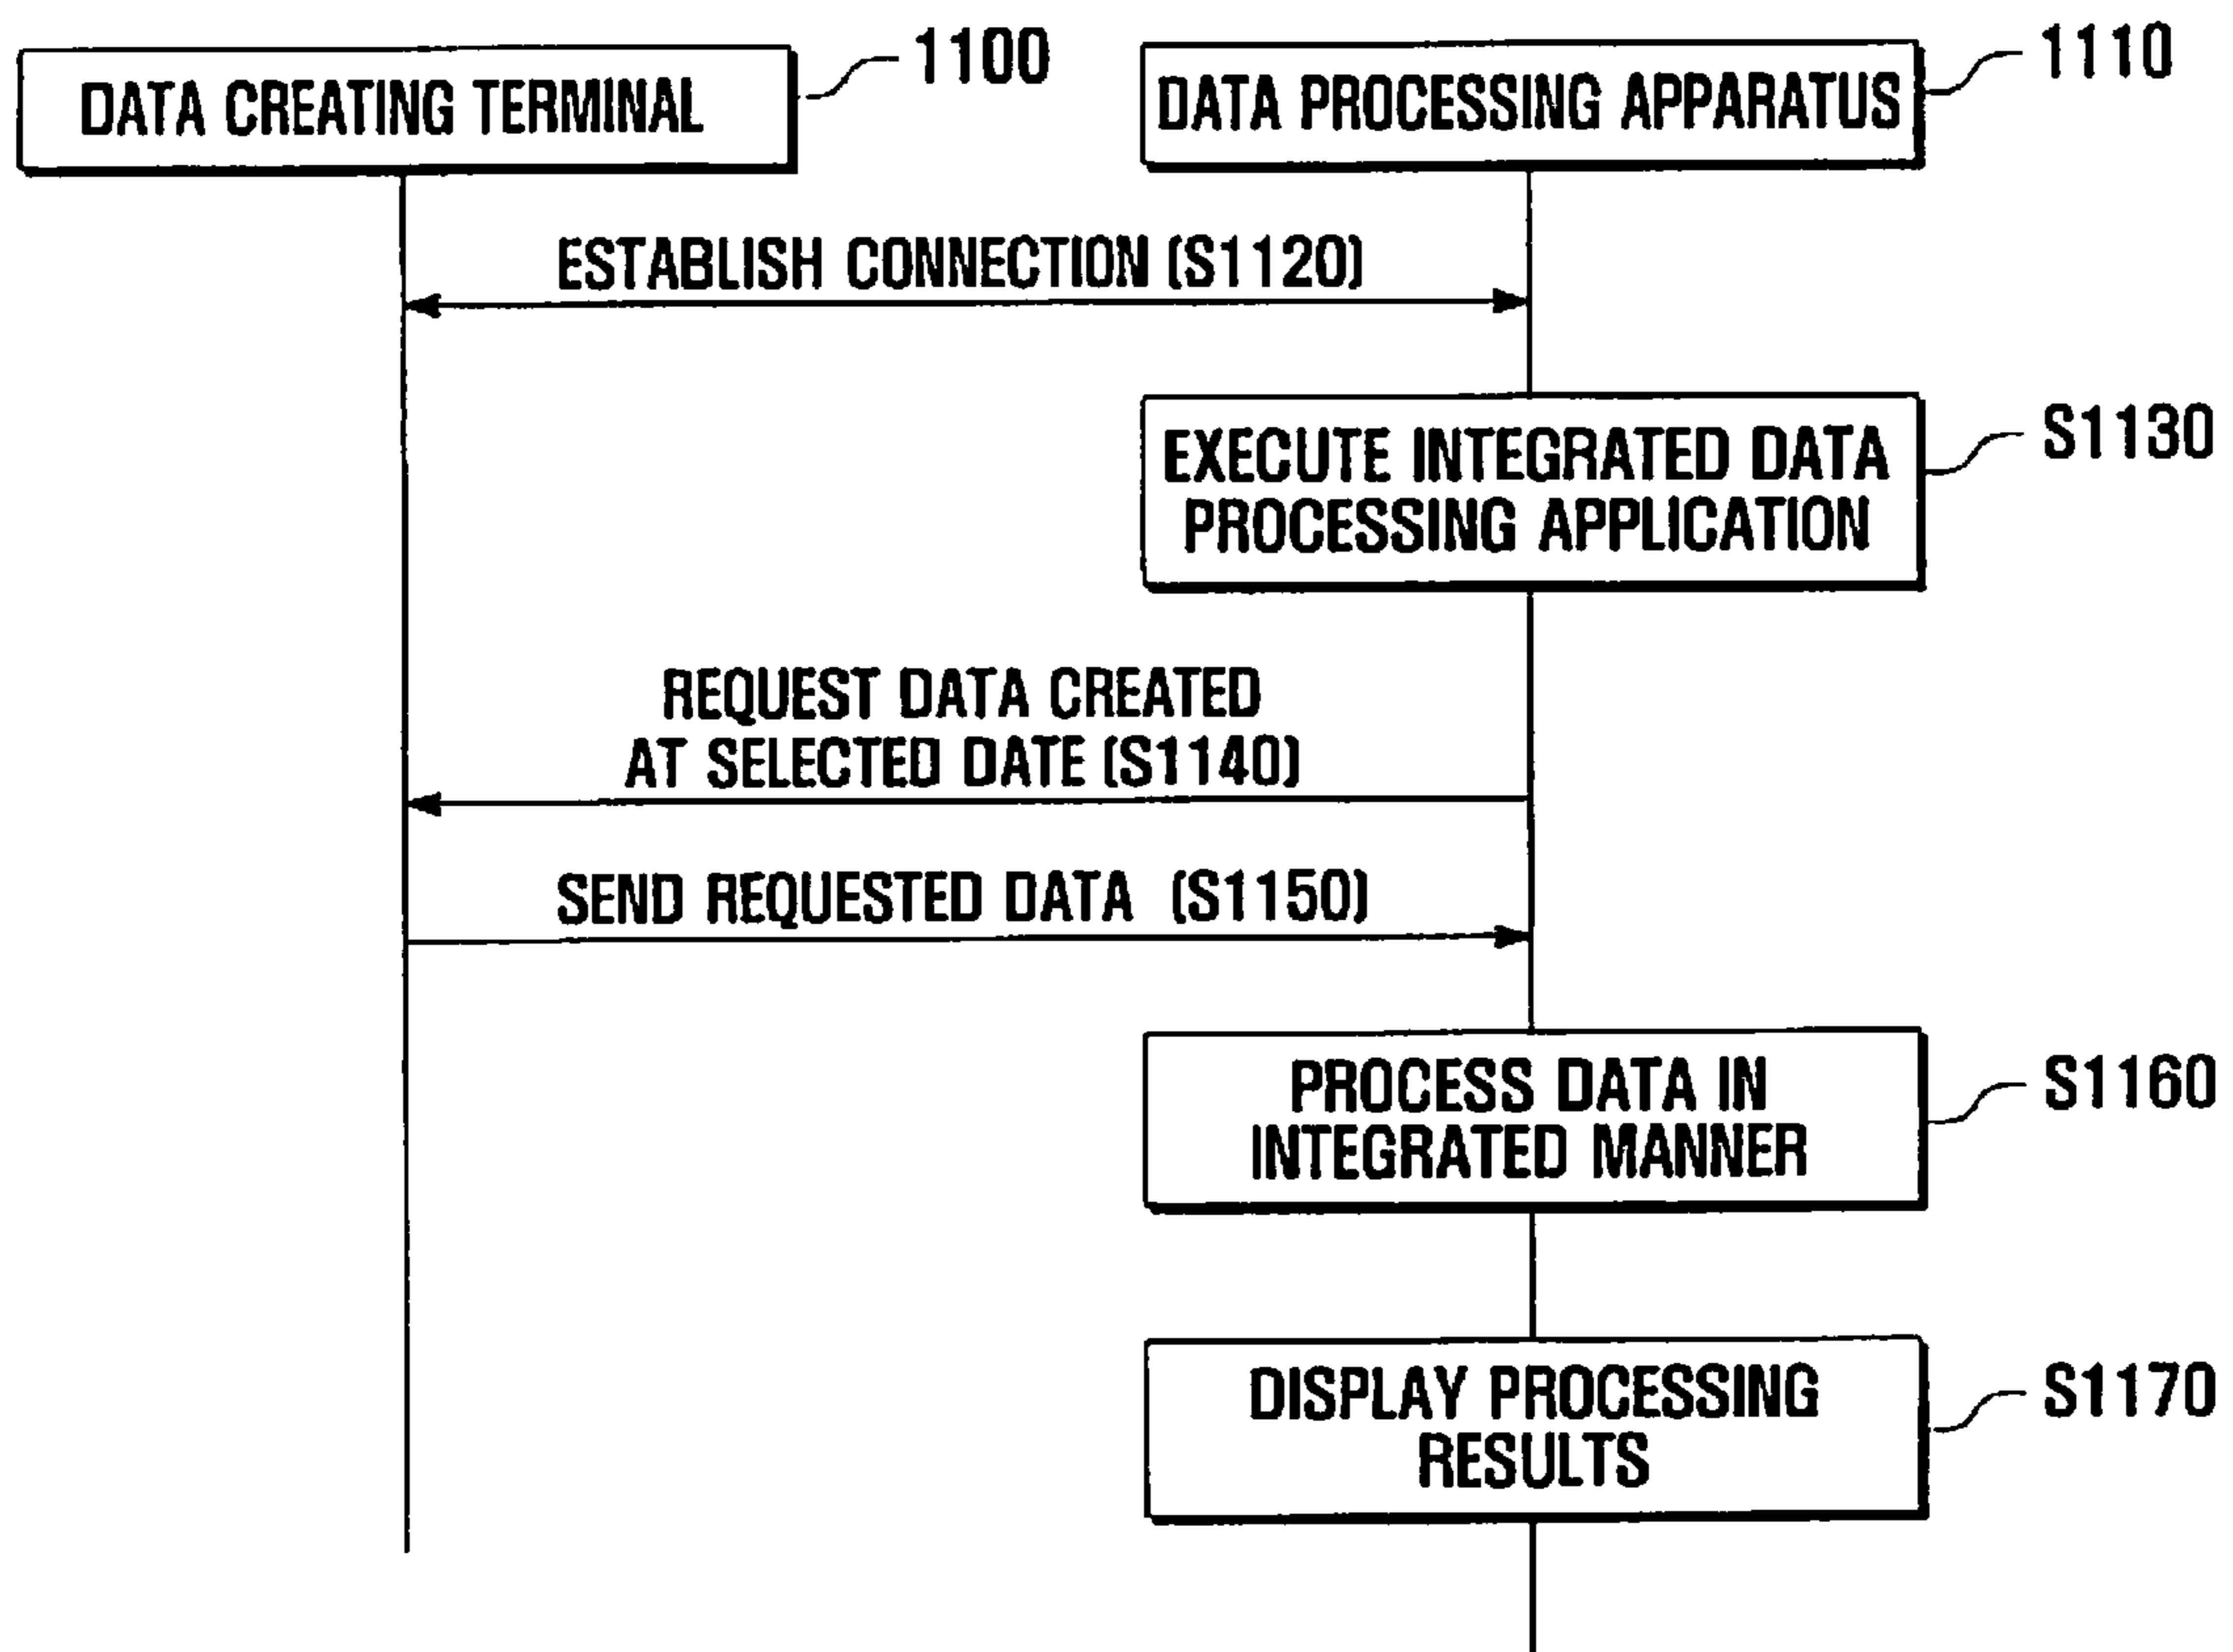 DATA CREATING TERMINAL
1100
DATA PROCESSING APPARATUS
1110
ESTABLISH CONNECTION (S1120)
EXECUTE INTEGRATED DATA
PROCESSING APPLICATION
S1130
REQUEST DATA CREATED
AT SELECTED DATE (S1140)
SEND REQUESTED DATA (S1150)
PROCESS DATA IN
INTEGRATED MANNER
S1160
DISPLAY PROCESSING
RESULTS
S1170